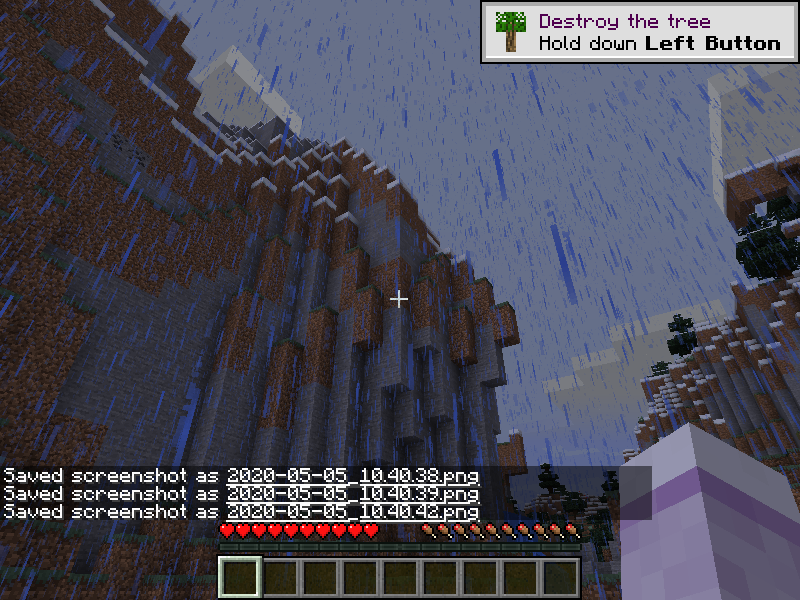 Destroy the tree
Hold down Left Button
Saved screenshot as 2020-05-05_10.40.38.png
Saved screenshot as 2020-05-05_10.40.39.png
Saved screenshot as 2020-05-05_10.40.42.png